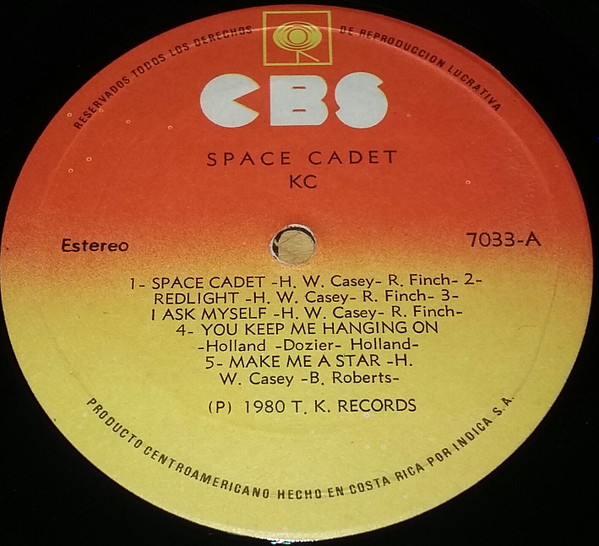 RESERVADOS TODOS LOS DERECHOS DE REPRODUCCION LUCRATIVA
CBS
SPACE CADET
KC
Estereo
7033-A
1- SPACE CADET -H. W. Casey- R. Finch- 2-
REDLIGHT -H. W. Casey- R. Finch- 3-
I ASK MYSELF -H. W. Casey- R. Finch-
4- YOU KEEP ME HANGING ON
-Holland -Dozier- Holland-
5- MAKE ME A STAR -H.
W. Casey -B. Roberts-
(P) 1980 T. K. RECORDS
PRODUCTO CENTROAMERICANO HECHO EN COSTA RICA POR INDICA S.A.